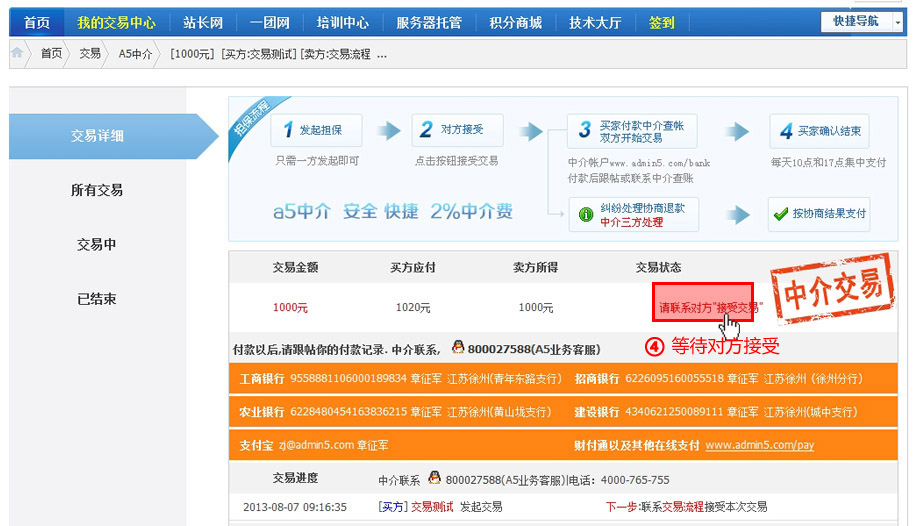 首页 我的交易中心 站长网 一团网 培训中心 服务器托管 积分商城 技术大厅 签到 快捷导航
首页 交易 A5中介 [1000元] [买方:交易测试] [卖方:交易流程 ...
交易详细
所有交易
交易中
已结束
担保流程
1 发起担保
只需一方发起即可
2 对方接受
点击按钮接受交易
3 买家付款中介查帐
双方开始交易
中介帐户www.admin5.com/bank
付款后跟帖或联系中介查账
4 买家确认结束
每天10点和17点集中支付
a5中介 安全 快捷 2%中介费
纠纷处理协商退款
中介三方处理
按协商结果支付
交易金额 买方应付 卖方所得 交易状态
1000元 1020元 1000元 请联系对方"接受交易"
中介交易
④ 等待对方接受
付款以后,请跟帖你的付款记录. 中介联系, 800027588(A5业务客服)
工商银行 9558881106000189834 章征军 江苏徐州(青年东路支行) 招商银行 6226095160055518 章征军 江苏徐州 (徐州分行)
农业银行 6228480454163836215 章征军 江苏徐州(黄山垅支行) 建设银行 4340621250089111 章征军 江苏徐州(城中支行)
支付宝 zj@admin5.com 章征军 财付通以及其他在线支付 www.admin5.com/pay
交易进度 中介联系 800027588(A5业务客服)|电话: 4000-765-755
2013-08-07 09:16:35 [买方] 交易测试 发起交易 下一步:联系交易流程接受本次交易